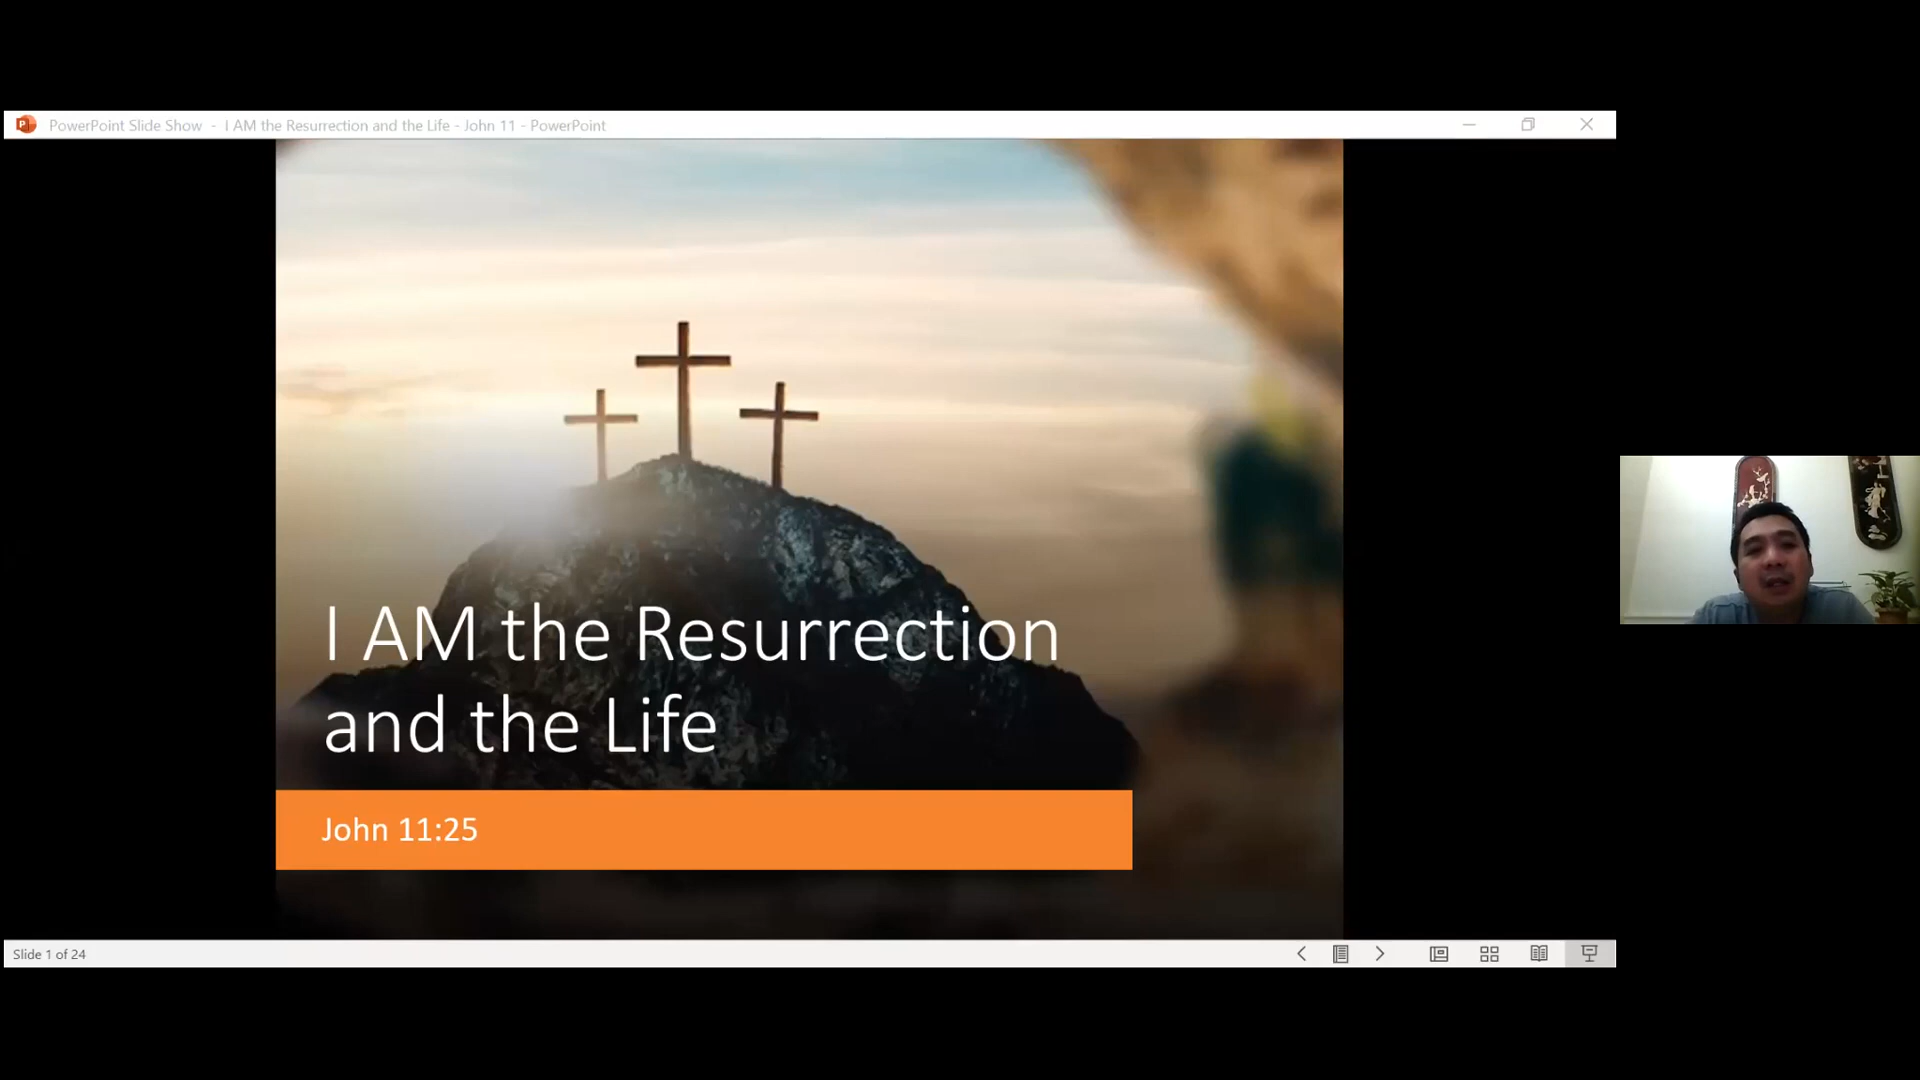 PowerPoint Slide Show - I AM the Resurrection and the Life - John 11 - PowerPoint
I AM the Resurrection
and the Life
John 11:25
Slide 1 of 24